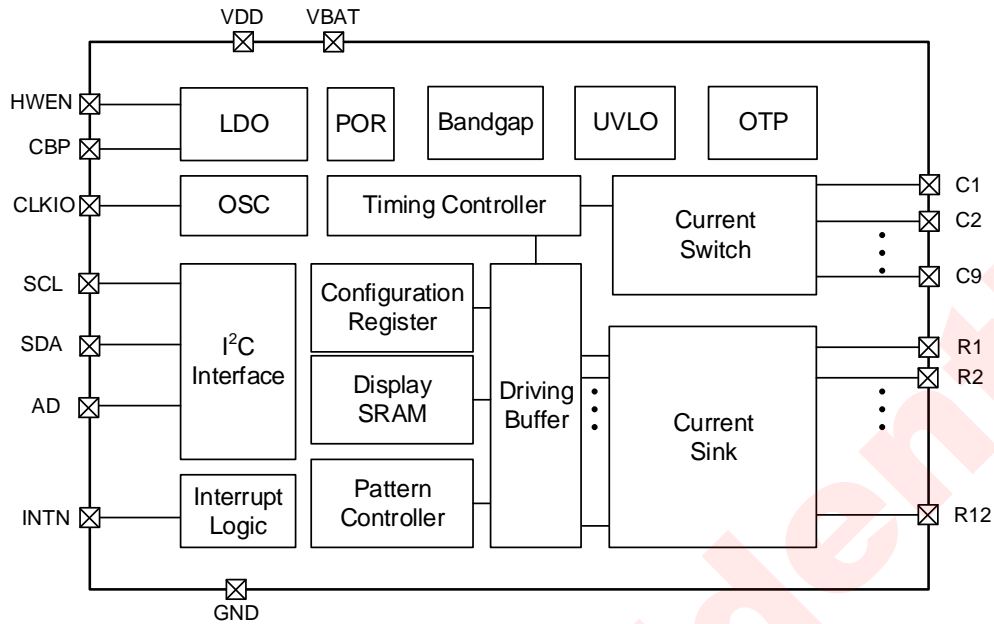 VDD
VBAT
HWEN
CBP
CLKIO
SCL
SDA
AD
INTN
GND
LDO
POR
Bandgap
UVLO
OTP
OSC
Timing Controller
Current
Switch
I²C
Interface
Configuration
Register
Display
SRAM
Driving
Buffer
Current
Sink
Interrupt
Logic
Pattern
Controller
C1
C2
C9
R1
R2
R12
dent